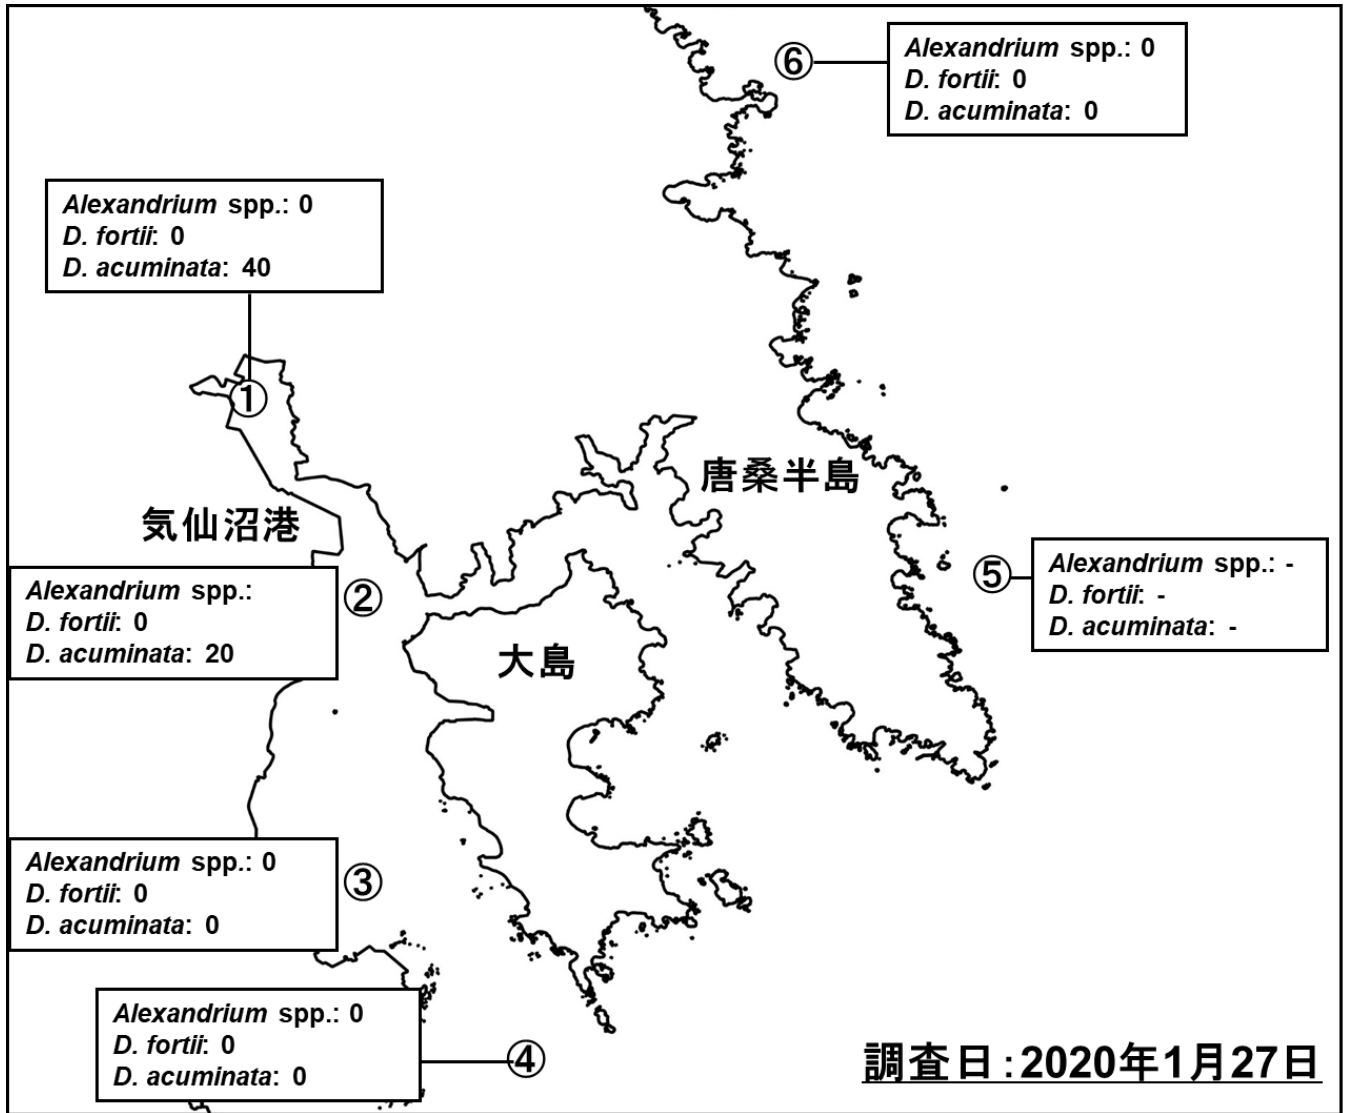 ⑥
Alexandrium spp.: 0
D. fortii: 0
D. acuminata: 0
Alexandrium spp.: 0
D. fortii: 0
D. acuminata: 40
①
唐桑半島
気仙沼港
Alexandrium spp.:
D. fortii: 0
D. acuminata: 20
②
⑤
Alexandrium spp.: -
D. fortii: -
D. acuminata: -
大島
Alexandrium spp.: 0
D. fortii: 0
D. acuminata: 0
③
Alexandrium spp.: 0
D. fortii: 0
D. acuminata: 0
④
調査日:2020年1月27日